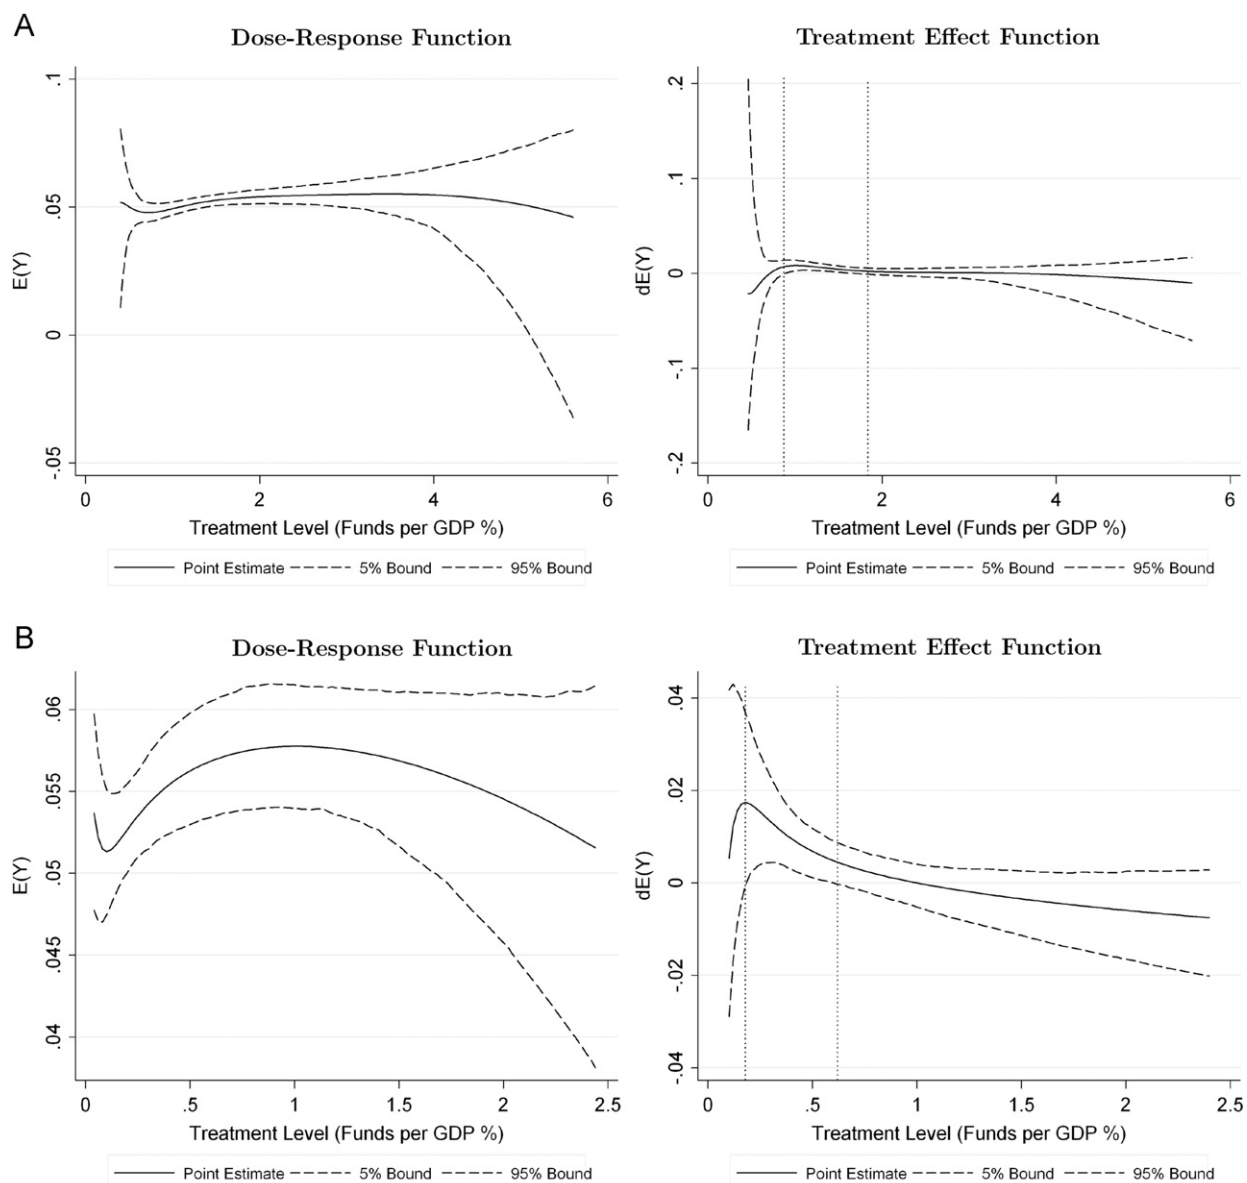 A
Dose-Response Function
.1
.05
0
-.05
E(Y)
0 2 4 6
Treatment Level (Funds per GDP %)
Point Estimate 5% Bound 95% Bound
Treatment Effect Function
.2
.1
0
-.1
-.2
dE(Y)
0 2 4 6
Treatment Level (Funds per GDP %)
Point Estimate 5% Bound 95% Bound
B
Dose-Response Function
.06
.055
.05
.045
.04
E(Y)
0 .5 1 1.5 2 2.5
Treatment Level (Funds per GDP %)
Point Estimate 5% Bound 95% Bound
Treatment Effect Function
.04
.02
0
-.02
-.04
dE(Y)
0 .5 1 1.5 2 2.5
Treatment Level (Funds per GDP %)
Point Estimate 5% Bound 95% Bound